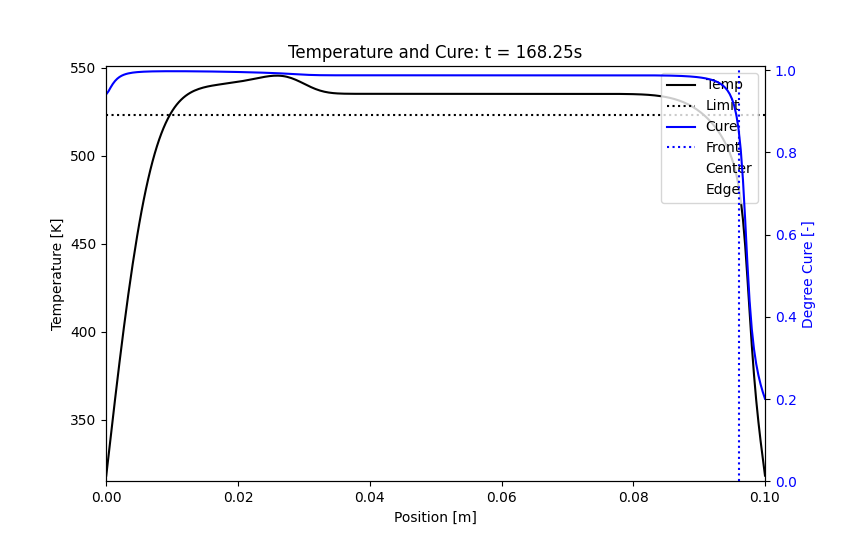 Temperature and Cure: t = 168.25s
550
500
450
400
350
Temperature [K]
0.00
0.02
0.04
0.06
0.08
0.10
Position [m]
1.0
0.8
0.6
0.4
0.2
0.0
Degree Cure [-]
Temp
Limit
Cure
Front
Center
Edge